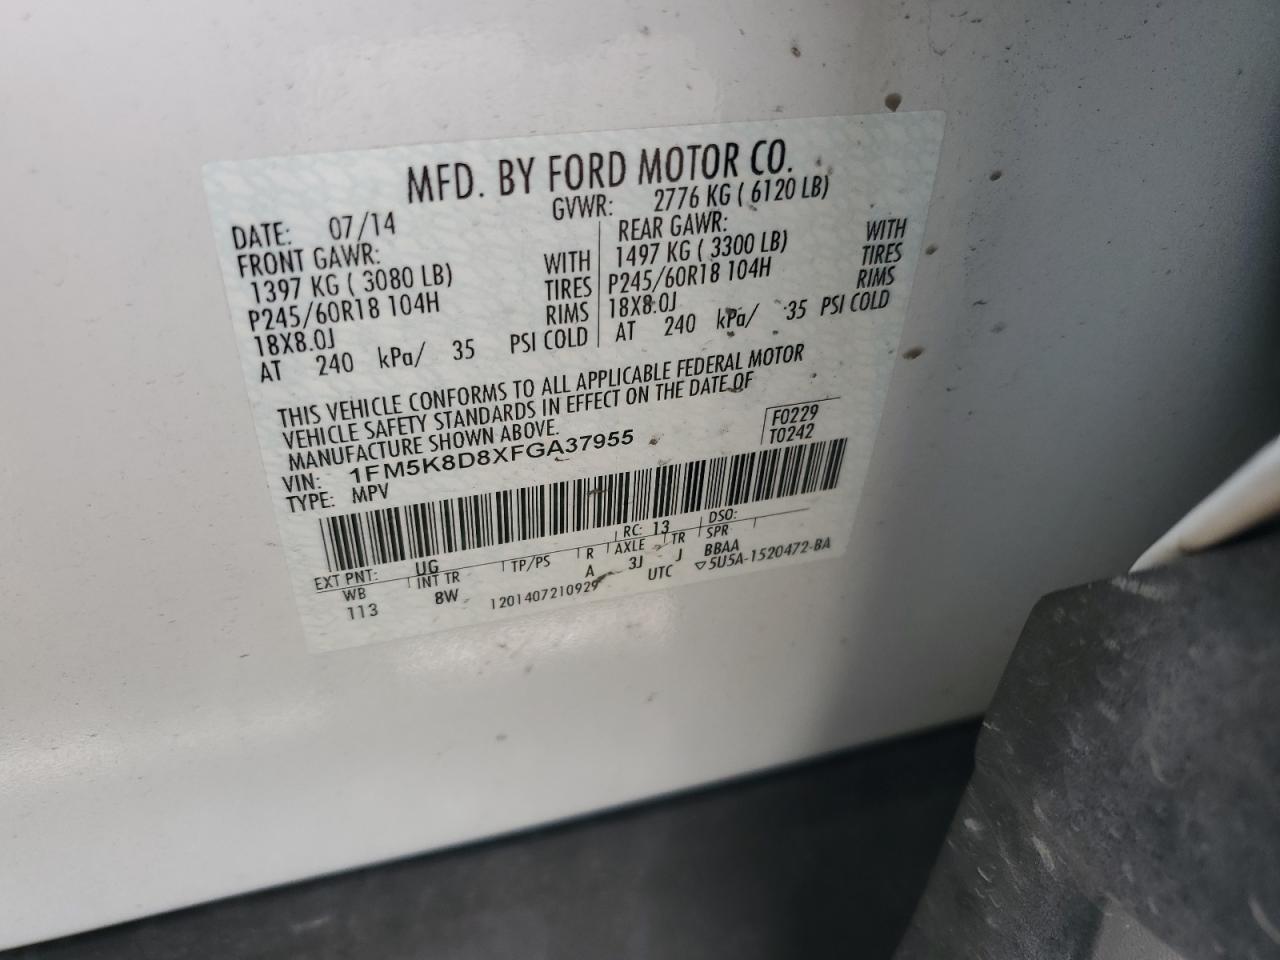 MFD. BY FORD MOTOR CO.
DATE: 07/14 GVWR: 2776 KG ( 6120 LB)
FRONT GAWR: REAR GAWR:
1397 KG ( 3080 LB) WITH 1497 KG ( 3300 LB) WITH
P245/60R18 104H TIRES P245/60R18 104H TIRES
18X8.0J RIMS 18X8.0J RIMS
AT 240 kPa/ 35 PSI COLD AT 240 kPa/ 35 PSI COLD
THIS VEHICLE CONFORMS TO ALL APPLICABLE FEDERAL MOTOR
VEHICLE SAFETY STANDARDS IN EFFECT ON THE DATE OF
MANUFACTURE SHOWN ABOVE.
F0229
VIN: 1FM5K8D8XFGA37955
T0242
TYPE: MPV
EXT PNT: UG RC: 13 DSO:
WB INT TR TP/PS R AXLE TR SPR
113 8W A 3J J BBAA
1201407210929 UTC ▽5U5A-1520472-BA